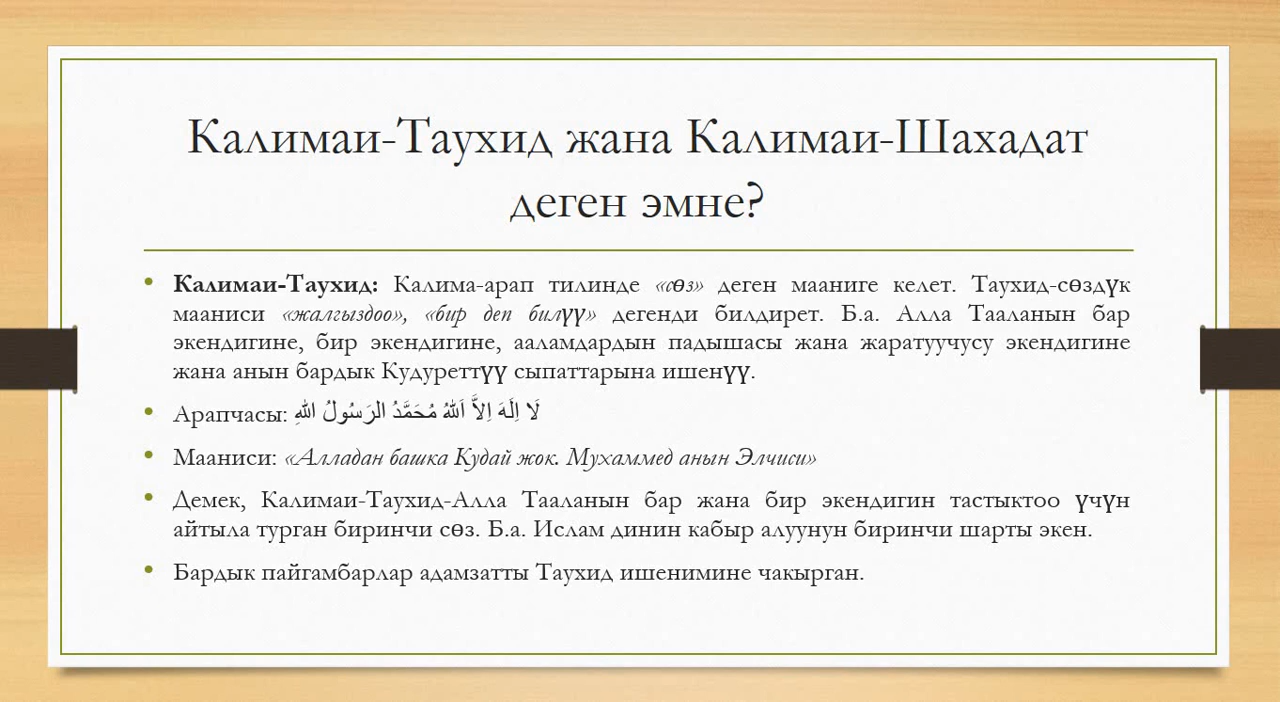 Калимаи-Таухид жана Калимаи-Шахадат
деген эмне?
• Калимаи-Таухид: Калима-арап тилинде «сөз» деген мааниге келет. Таухид-сөздүк
мааниси «жалгыздоо», «бир деп билүү» дегенди билдирет. Б.а. Алла Тааланын бар
экендигине, бир экендигине, ааламдардын падышасы жана жаратуучусу экендигине
жана анын бардык Кудуреттүү сыпаттарына ишенүү.
• Арапчасы: لَا اِلَهَ اِلاَّ اَللهُ مُحَمَّدُ الرَسُولُ اللهِ
• Мааниси: «Алладан башка Кудай жок. Мухаммед анын Элчиси»
• Демек, Калимаи-Таухид-Алла Тааланын бар жана бир экендигин тастыктоо үчүн
айтыла турган биринчи сөз. Б.а. Ислам динин кабыр алуунун биринчи шарты экен.
• Бардык пайгамбарлар адамзатты Таухид ишенимине чакырган.